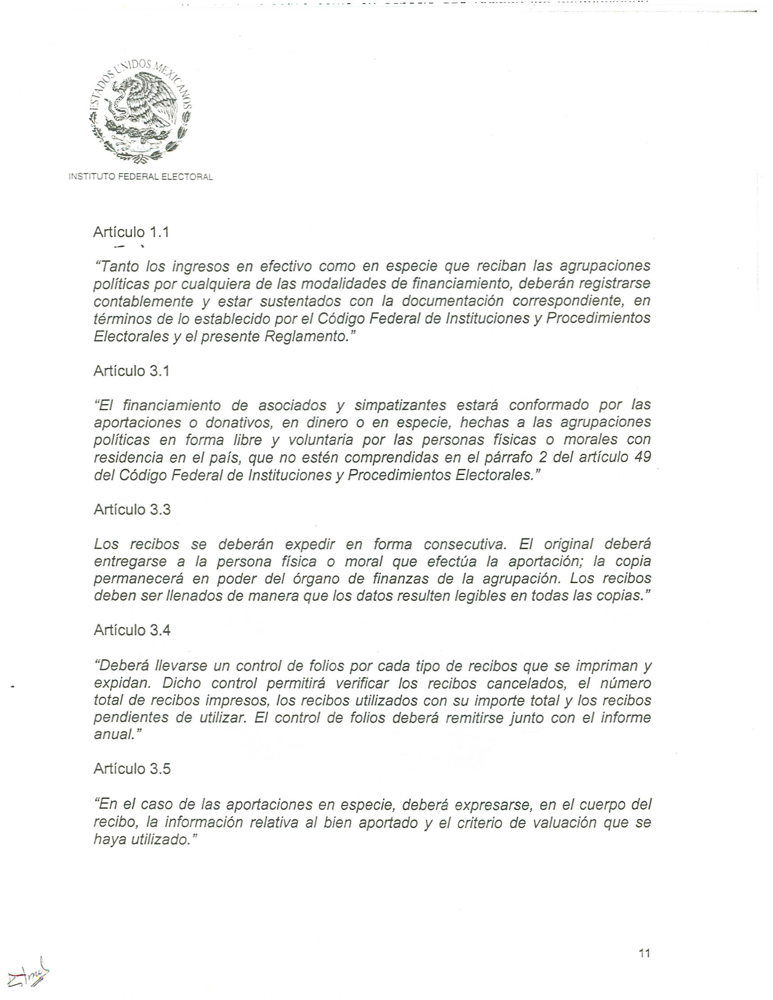 ESTADOS UNIDOS MEXICANOS
INSTITUTO FEDERAL ELECTORAL
Artículo 1.1
“Tanto los ingresos en efectivo como en especie que reciban las agrupaciones
políticas por cualquiera de las modalidades de financiamiento, deberán registrarse
contablemente y estar sustentados con la documentación correspondiente, en
términos de lo establecido por el Código Federal de Instituciones y Procedimientos
Electorales y el presente Reglamento.”
Artículo 3.1
“El financiamiento de asociados y simpatizantes estará conformado por las
aportaciones o donativos, en dinero o en especie, hechas a las agrupaciones
políticas en forma libre y voluntaria por las personas físicas o morales con
residencia en el país, que no estén comprendidas en el párrafo 2 del artículo 49
del Código Federal de Instituciones y Procedimientos Electorales.”
Artículo 3.3
Los recibos se deberán expedir en forma consecutiva. El original deberá
entregarse a la persona física o moral que efectúa la aportación; la copia
permanecerá en poder del órgano de finanzas de la agrupación. Los recibos
deben ser llenados de manera que los datos resulten legibles en todas las copias.”
Artículo 3.4
“Deberá llevarse un control de folios por cada tipo de recibos que se impriman y
expidan. Dicho control permitirá verificar los recibos cancelados, el número
total de recibos impresos, los recibos utilizados con su importe total y los recibos
pendientes de utilizar. El control de folios deberá remitirse junto con el informe
anual.”
Artículo 3.5
“En el caso de las aportaciones en especie, deberá expresarse, en el cuerpo del
recibo, la información relativa al bien aportado y el criterio de valuación que se
haya utilizado.”
11